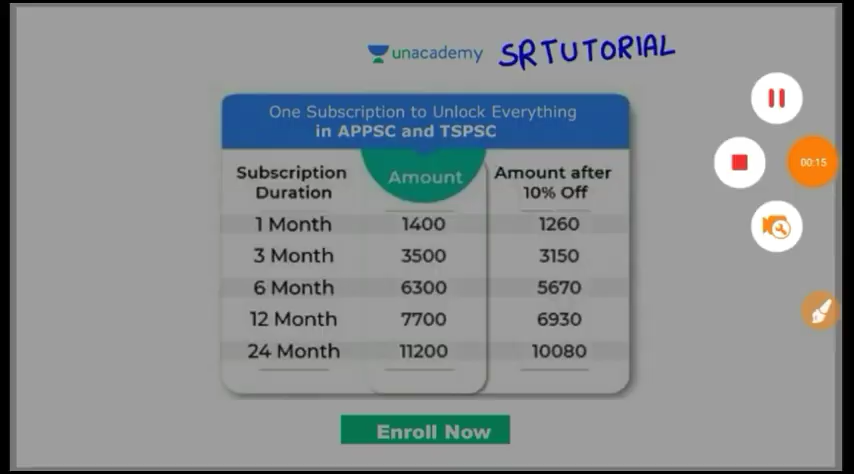 unacademy SRTUTORIAL
One Subscription to Unlock Everything
in APPSC and TSPSC
Subscription Duration Amount Amount after 10% Off
1 Month 1400 1260
3 Month 3500 3150
6 Month 6300 5670
12 Month 7700 6930
24 Month 11200 10080
Enroll Now
00:15